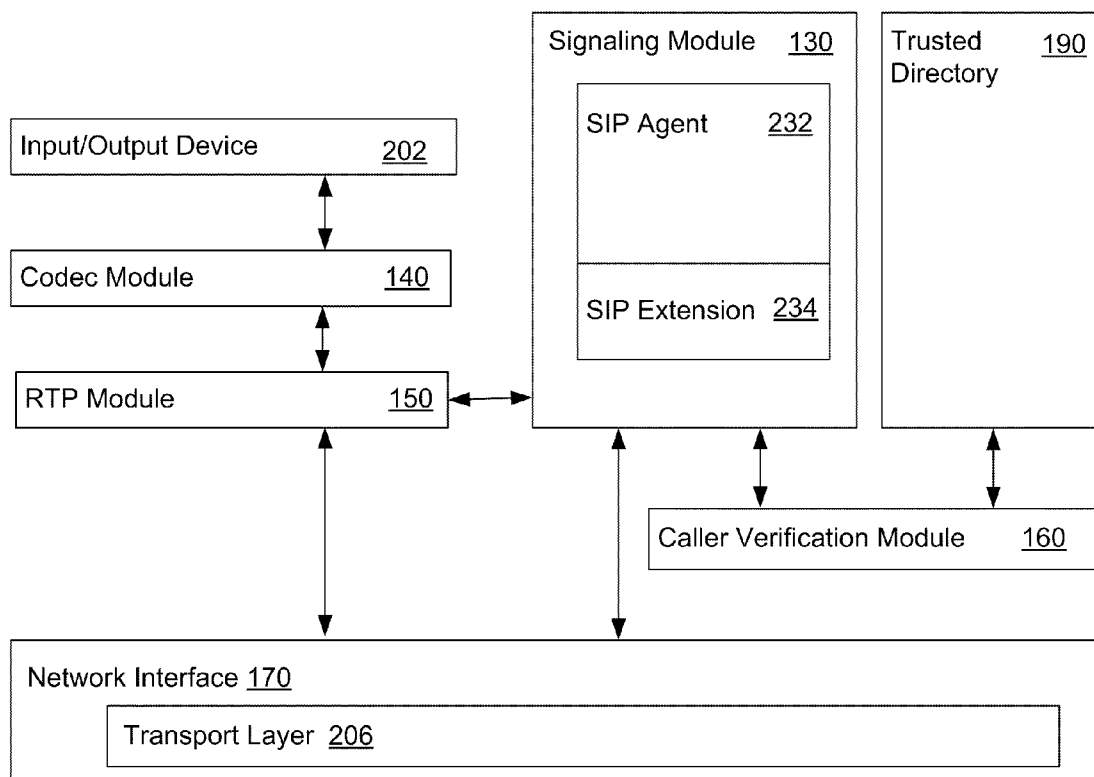 Signaling Module 130
Trusted 190
Directory
SIP Agent 232
Input/Output Device 202
Codec Module 140
SIP Extension 234
RTP Module 150
Caller Verification Module 160
Network Interface 170
Transport Layer 206